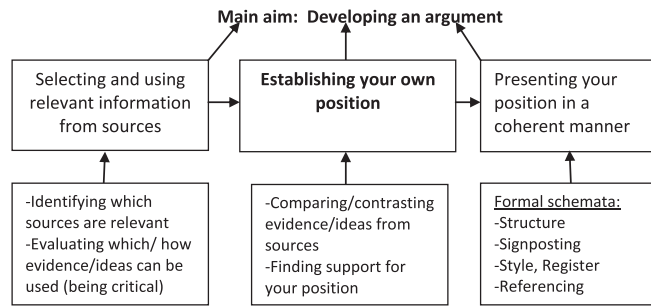 Main aim: Developing an argument
Selecting and using
relevant information
from sources
Establishing your own
position
Presenting your
position in a
coherent manner
-Identifying which
sources are relevant
-Evaluating which/ how
evidence/ideas can be
used (being critical)
-Comparing/contrasting
evidence/ideas from
sources
-Finding support for
your position
Formal schemata:
-Structure
-Signposting
-Style, Register
-Referencing